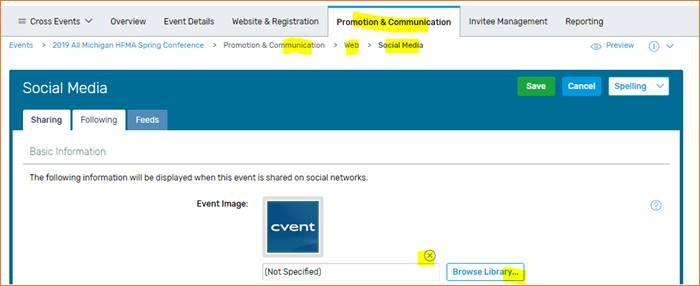 Cross Events Overview Event Details Website & Registration Promotion & Communication Invitee Management Reporting
Events > 2019 All Michigan HFMA Spring Conference > Promotion & Communication > Web > Social Media Preview
Social Media Save Cancel Spelling
Sharing Following Feeds
Basic Information
The following information will be displayed when this event is shared on social networks.
Event Image:
cvent
(Not Specified) Browse Library...